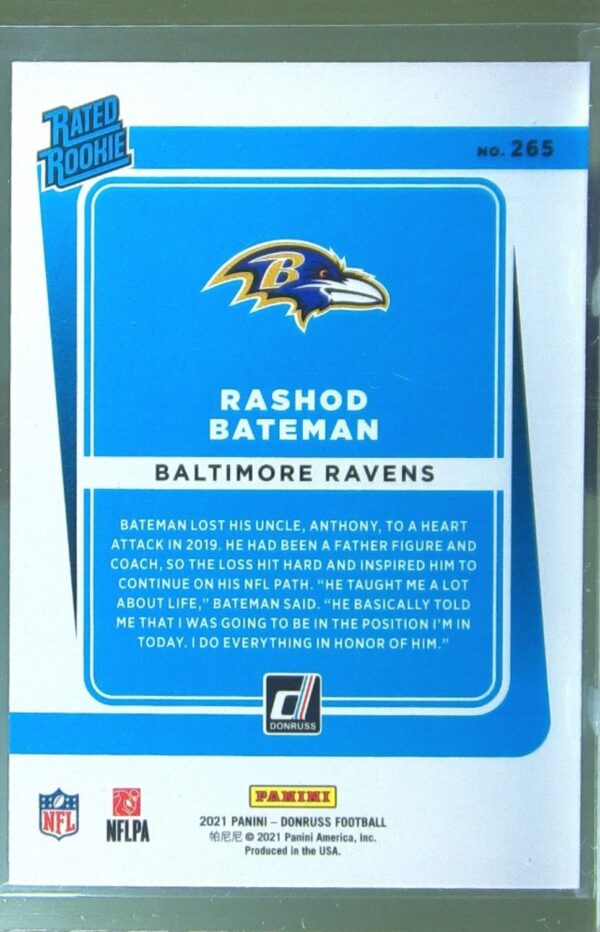 RATED
ROOKIE
NO. 265
B
RASHOD
BATEMAN
BALTIMORE RAVENS
BATEMAN LOST HIS UNCLE, ANTHONY, TO A HEART
ATTACK IN 2019. HE HAD BEEN A FATHER FIGURE AND
COACH, SO THE LOSS HIT HARD AND INSPIRED HIM TO
CONTINUE ON HIS NFL PATH. “HE TAUGHT ME A LOT
ABOUT LIFE,” BATEMAN SAID. “HE BASICALLY TOLD
ME THAT I WAS GOING TO BE IN THE POSITION I'M IN
TODAY. I DO EVERYTHING IN HONOR OF HIM.”
d
DONRUSS
NFL
NFLPA
PANINI
2021 PANINI – DONRUSS FOOTBALL
帕尼尼 © 2021 Panini America, Inc.
Produced in the USA.